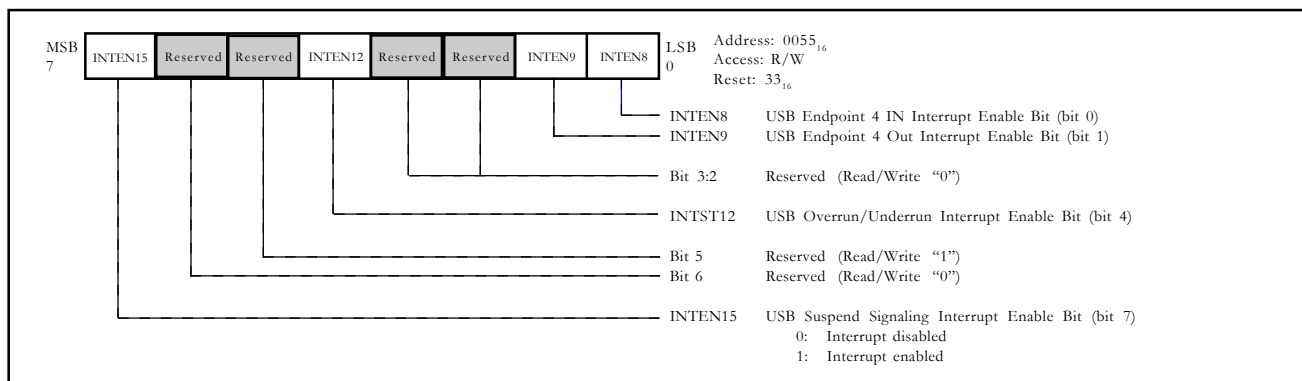 MSB
7
INTEN15 Reserved Reserved INTEN12 Reserved Reserved INTEN9 INTEN8
LSB
0
Address: 0055₁₆
Access: R/W
Reset: 33₁₆
INTEN8 USB Endpoint 4 IN Interrupt Enable Bit (bit 0)
INTEN9 USB Endpoint 4 Out Interrupt Enable Bit (bit 1)
Bit 3:2 Reserved (Read/Write “0”)
INTST12 USB Overrun/Underrun Interrupt Enable Bit (bit 4)
Bit 5 Reserved (Read/Write “1”)
Bit 6 Reserved (Read/Write “0”)
INTEN15 USB Suspend Signaling Interrupt Enable Bit (bit 7)
0: Interrupt disabled
1: Interrupt enabled